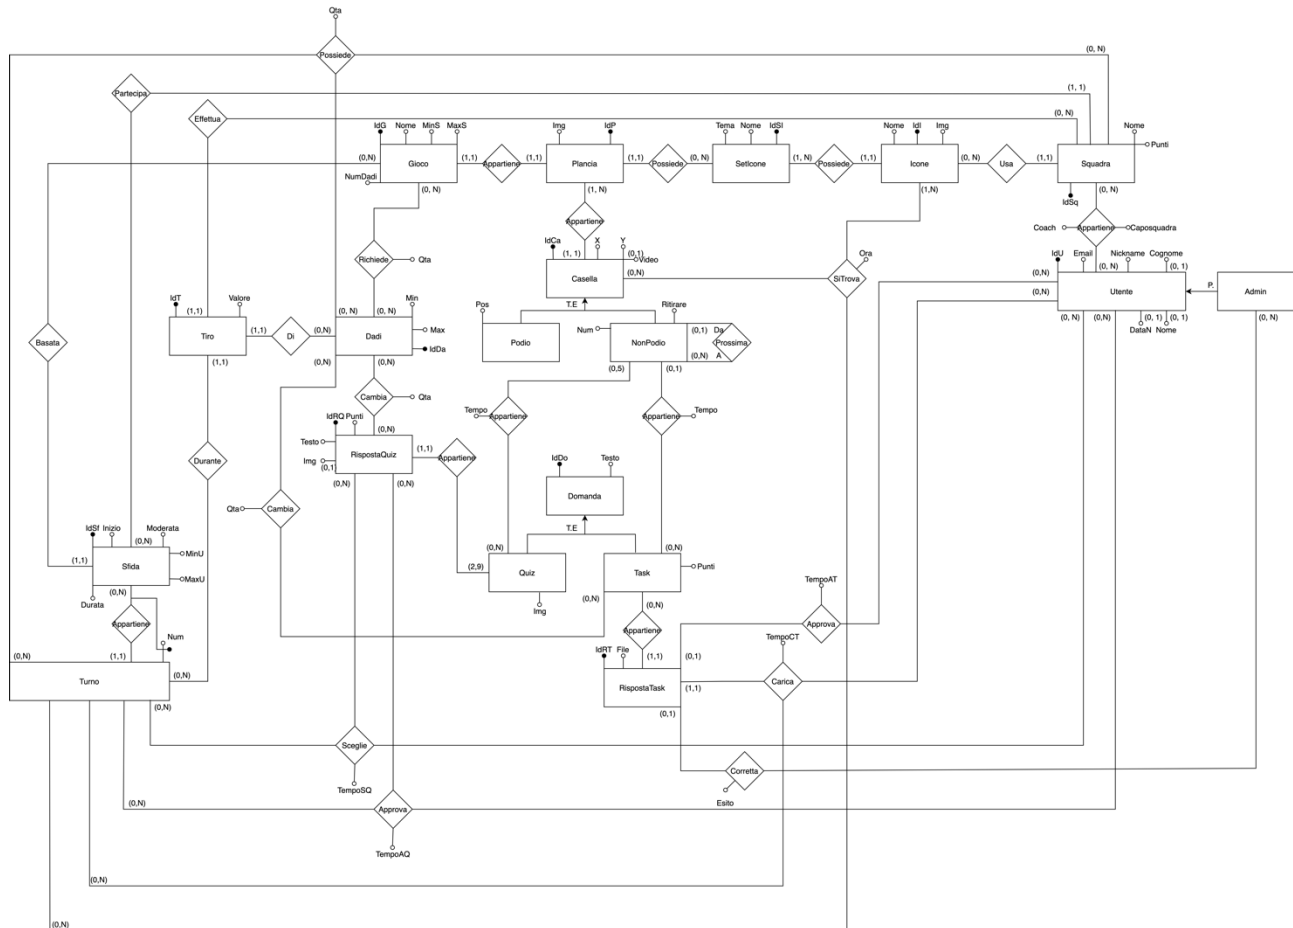 Qta
Possiede
(0, N)
Partecipa
(1, 1)
Effettua
(0, N)
IdG Nome MinS MaxS
Img IdP
Tema Nome IdSI
Nome IdI Img
Nome
Punti
(0,N) Gioco (1,1) Appartiene (1,1) Plancia (1,1) Possiede (0, N) SetIcone (1, N) Possiede (1,1) Icone (0, N) Usa (1,1) Squadra
NumDadi
(0, N)
(1, N)
(1,N)
IdSq
(0, N)
Appartiene
Coach Appartiene Caposquadra
Richiede Qta
IdCa X Y
(1, 1) (0,1) Video
Casella (0,N)
SiTrova Ora
IdU Email Nickname Cognome
(0,N) (0, N) (0, 1)
Utente
(0,N)
P.
Admin
(0, N)
(0, N) (0,N) (0, 1) (0, 1)
DataN Nome
T.E
IdT Valore
(1,1)
Tiro (1,1) Di (0,N)
(1,1)
(0, N) (0, N) Min
Dadi Max
IdDa
(0,N) (0,N)
Pos
Podio
Ritirare
Num
NonPodio
(0,1) Da
Prossima
(0,N) A
(0,5) (0,1)
Basata
Cambia Qta
(0,N)
Tempo Appartiene
Appartiene Tempo
IdRQ Punti
Testo
Img (0,1)
RispostaQuiz (1,1) Appartiene
(0,N) (0,N)
Durante
IdDo Testo
Domanda
T.E
Qta Cambia
IdSf Inizio Moderata
(0,N) MinU
(1,1) Sfida
MaxU
Durata (0,N)
(0,N) (0,N)
(2,9) Quiz
Img
Task Punti
(0,N) (0,N)
Appartiene
Num
(1,1)
(0,N) (0,N)
Turno
(0,N)
Appartiene
(1,1)
IdRT File
RispostaTask
(0,1)
(1,1)
(0,1)
TempoAT
Approva
TempoCT
Carica
Sceglie
TempoSQ
Corretta
Esito
(0,N)
Approva
TempoAQ
(0,N)
(0,N)